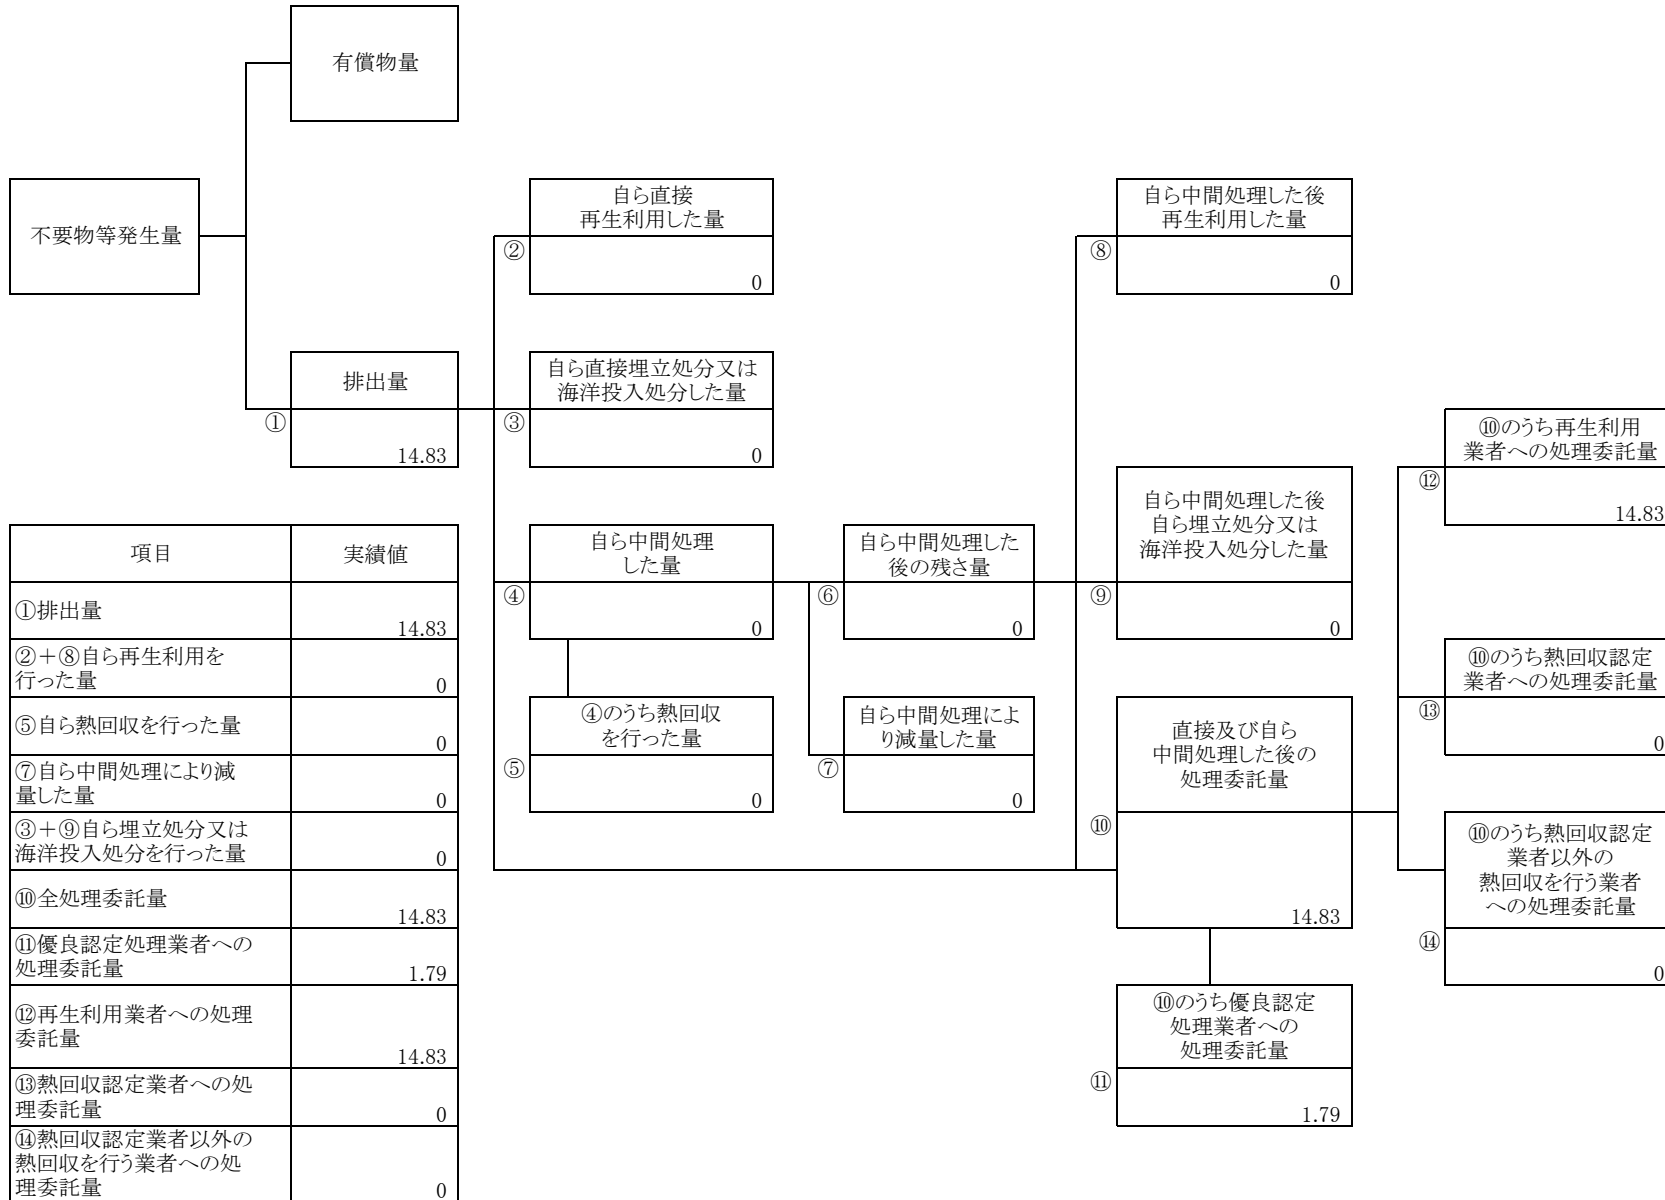 有償物量
不要物等発生量
排出量
①
14.83
自ら直接
再生利用した量
②
0
自ら直接埋立処分又は
海洋投入処分した量
③
0
自ら中間処理
した量
④
0
④のうち熱回収
を行った量
⑤
0
自ら中間処理した
後の残さ量
⑥
0
自ら中間処理によ
り減量した量
⑦
0
自ら中間処理した後
再生利用した量
⑧
0
自ら中間処理した後
自ら埋立処分又は
海洋投入処分した量
⑨
0
直接及び自ら
中間処理した後の
処理委託量
⑩
14.83
⑩のうち優良認定
処理業者への
処理委託量
⑪
1.79
⑩のうち再生利用
業者への処理委託量
⑫
14.83
⑩のうち熱回収認定
業者への処理委託量
⑬
0
⑩のうち熱回収認定
業者以外の
熱回収を行う業者
への処理委託量
⑭
0
項目 実績値
①排出量
14.83
②+⑧自ら再生利用を
行った量
0
⑤自ら熱回収を行った量
0
⑦自ら中間処理により減
量した量
0
③+⑨自ら埋立処分又は
海洋投入処分を行った量
0
⑩全処理委託量
14.83
⑪優良認定処理業者への
処理委託量
1.79
⑫再生利用業者への処理
委託量
14.83
⑬熱回収認定業者への処
理委託量
0
⑭熱回収認定業者以外の
熱回収を行う業者への処
理委託量
0